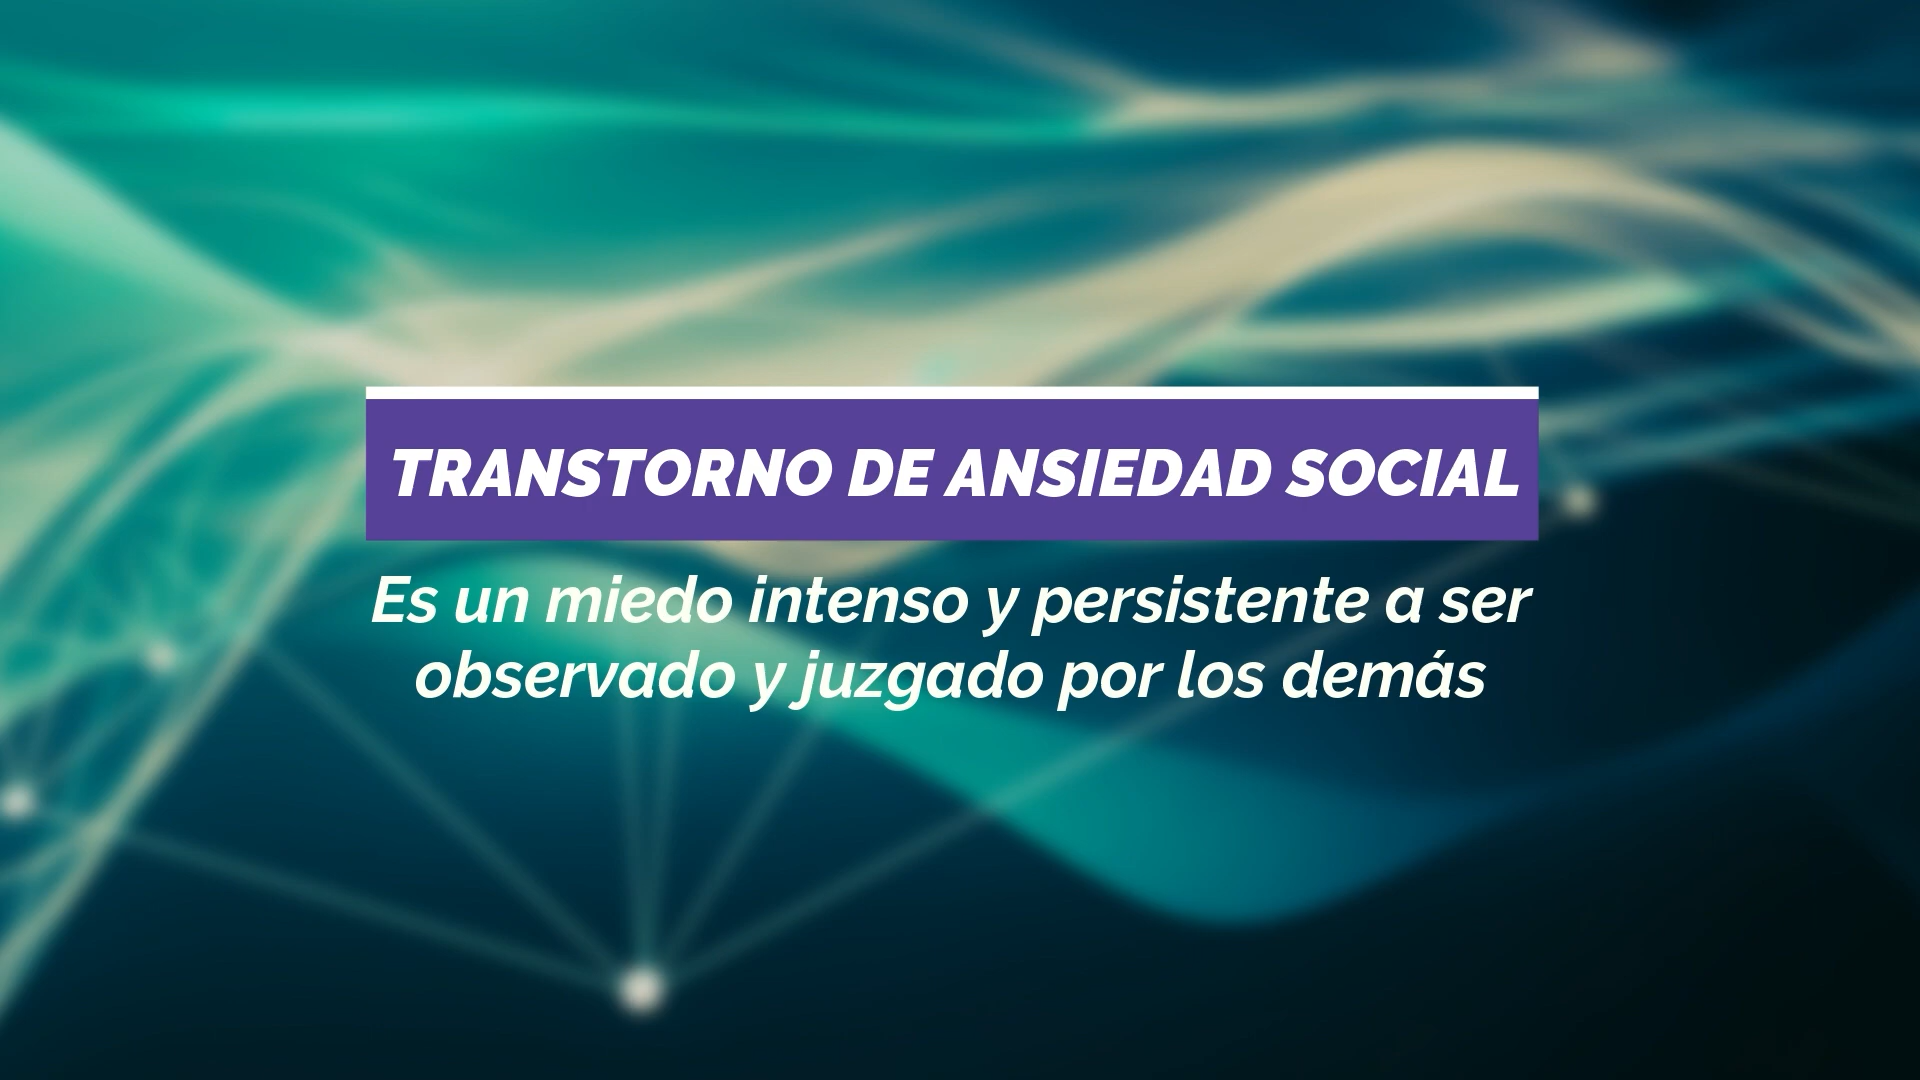 TRANSTORNO DE ANSIEDAD SOCIAL
Es un miedo intenso y persistente a ser
observado y juzgado por los demás